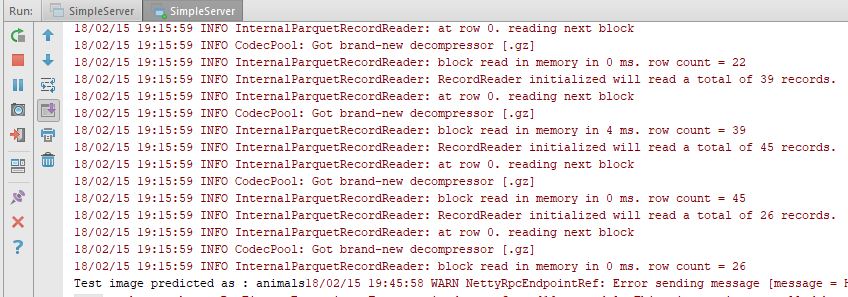 Run: SimpleServer SimpleServer
18/02/15 19:15:59 INFO InternalParquetRecordReader: at row 0. reading next block
18/02/15 19:15:59 INFO CodecPool: Got brand-new decompressor [.gz]
18/02/15 19:15:59 INFO InternalParquetRecordReader: block read in memory in 0 ms. row count = 22
18/02/15 19:15:59 INFO InternalParquetRecordReader: RecordReader initialized will read a total of 39 records.
18/02/15 19:15:59 INFO InternalParquetRecordReader: at row 0. reading next block
18/02/15 19:15:59 INFO CodecPool: Got brand-new decompressor [.gz]
18/02/15 19:15:59 INFO InternalParquetRecordReader: block read in memory in 4 ms. row count = 39
18/02/15 19:15:59 INFO InternalParquetRecordReader: RecordReader initialized will read a total of 45 records.
18/02/15 19:15:59 INFO InternalParquetRecordReader: at row 0. reading next block
18/02/15 19:15:59 INFO CodecPool: Got brand-new decompressor [.gz]
18/02/15 19:15:59 INFO InternalParquetRecordReader: block read in memory in 0 ms. row count = 45
18/02/15 19:15:59 INFO InternalParquetRecordReader: RecordReader initialized will read a total of 26 records.
18/02/15 19:15:59 INFO InternalParquetRecordReader: at row 0. reading next block
18/02/15 19:15:59 INFO CodecPool: Got brand-new decompressor [.gz]
18/02/15 19:15:59 INFO InternalParquetRecordReader: block read in memory in 0 ms. row count = 26
Test image predicted as : animals18/02/15 19:45:58 WARN NettyRpcEndpointRef: Error sending message [message = H